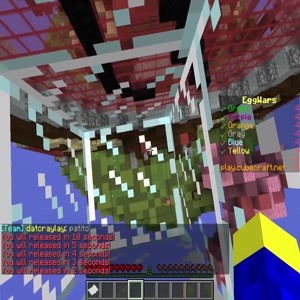 EggWars
Orange
Gray
Blue
Yellow
play.cubecraft.net
[Team] datcraylay: patito
You will released in 10 seconds!
You will released in 5 seconds!
You will released in 4 seconds!
You will released in 3 seconds!
You will released in 2 seconds!